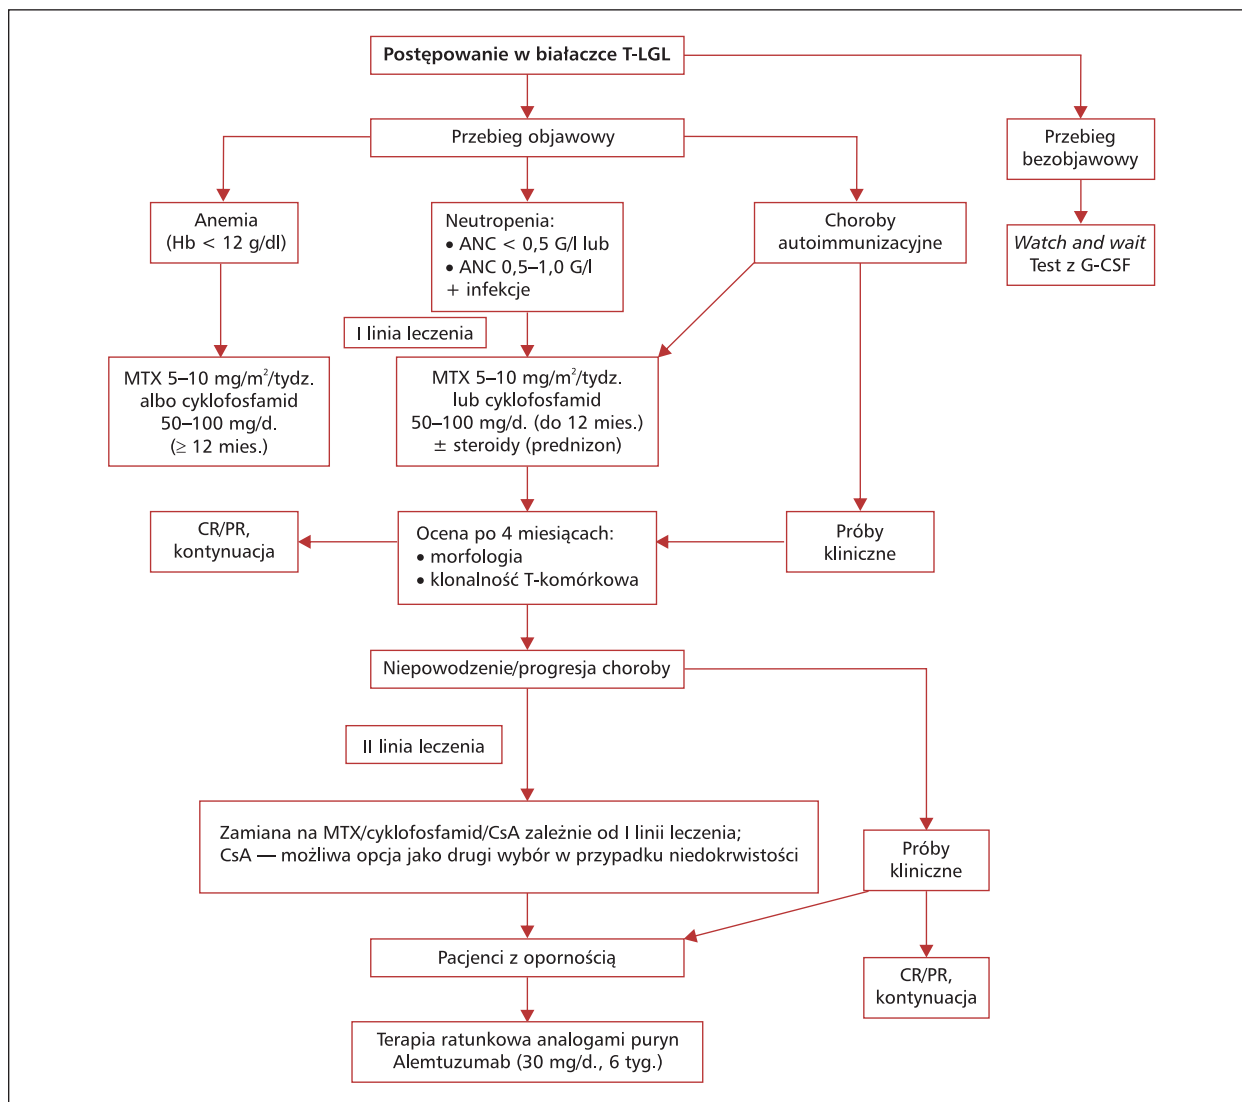 Postępowanie w białaczce T-LGL
Przebieg objawowy
Przebieg
bezobjawowy
Anemia
(Hb < 12 g/dl)
Neutropenia:
• ANC < 0,5 G/l lub
• ANC 0,5–1,0 G/l
+ infekcje
Choroby
autoimmunizacyjne
Watch and wait
Test z G-CSF
I linia leczenia
MTX 5–10 mg/m²/tydz.
albo cyklofosfamid
50–100 mg/d.
(≥ 12 mies.)
MTX 5–10 mg/m²/tydz.
lub cyklofosfamid
50–100 mg/d. (do 12 mies.)
± steroidy (prednizon)
CR/PR,
kontynuacja
Ocena po 4 miesiącach:
• morfologia
• klonalność T-komórkowa
Próby
kliniczne
Niepowodzenie/progresja choroby
II linia leczenia
Zamiana na MTX/cyklofosfamid/CsA zależnie od I linii leczenia;
CsA — możliwa opcja jako drugi wybór w przypadku niedokrwistości
Próby
kliniczne
Pacjenci z opornością
CR/PR,
kontynuacja
Terapia ratunkowa analogami puryn
Alemtuzumab (30 mg/d., 6 tyg.)